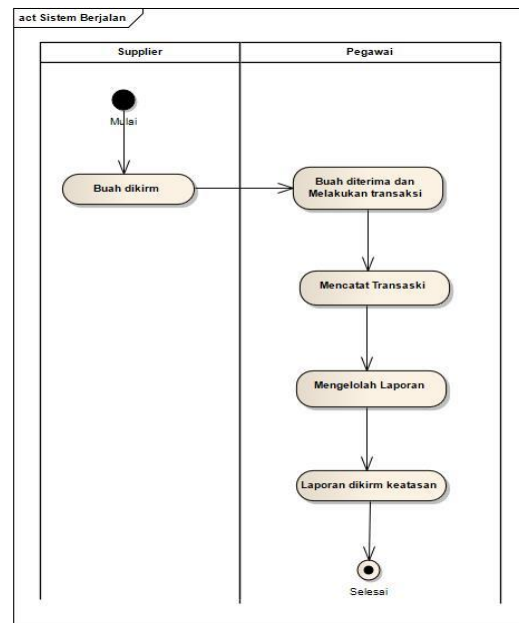 act Sistem Berjalan
Supplier
Pegawai
Mulai
Buah dikirm
Buah diterima dan
Melakukan transaksi
Mencatat Transaski
Mengelolah Laporan
Laporan dikirm keatasan
Selesai